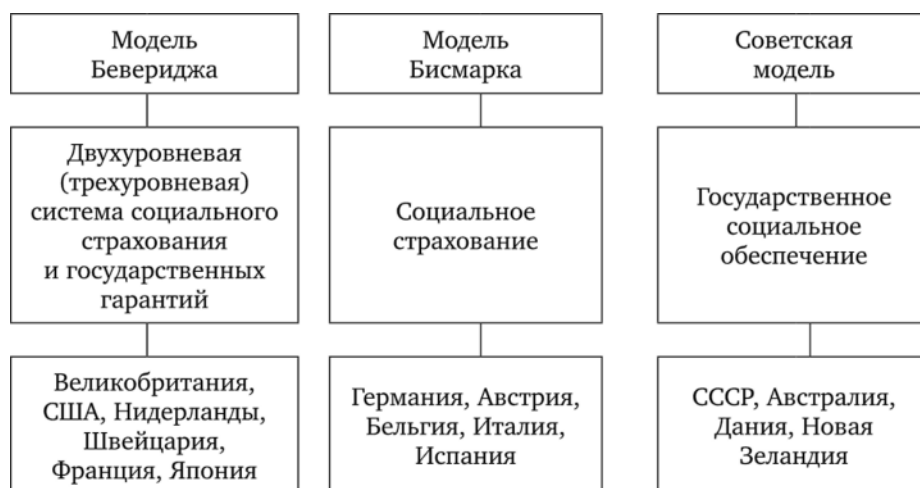 Модель
Бевериджа
Двухуровневая
(трехуровневая)
система социального
страхования
и государственных
гарантий
Великобритания,
США, Нидерланды,
Швейцария,
Франция, Япония
Модель
Бисмарка
Социальное
страхование
Германия, Австрия,
Бельгия, Италия,
Испания
Советская
модель
Государственное
социальное
обеспечение
СССР, Австралия,
Дания, Новая
Зеландия